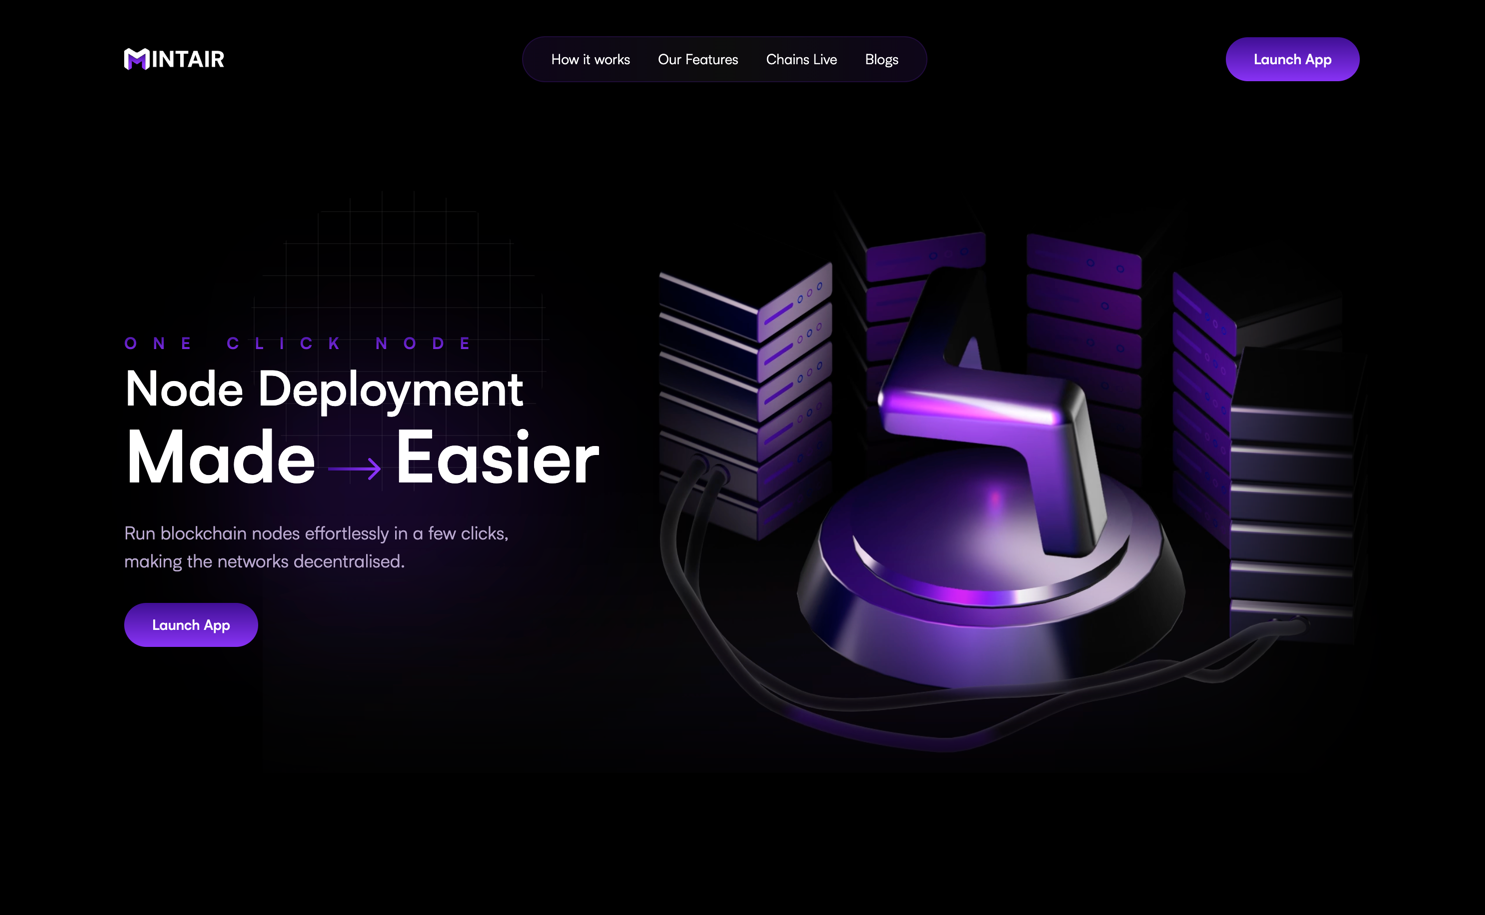 MINTAIR
How it works
Our Features
Chains Live
Blogs
Launch App
ONE CLICK NODE
Node Deployment
Made → Easier
Run blockchain nodes effortlessly in a few clicks,
making the networks decentralised.
Launch App